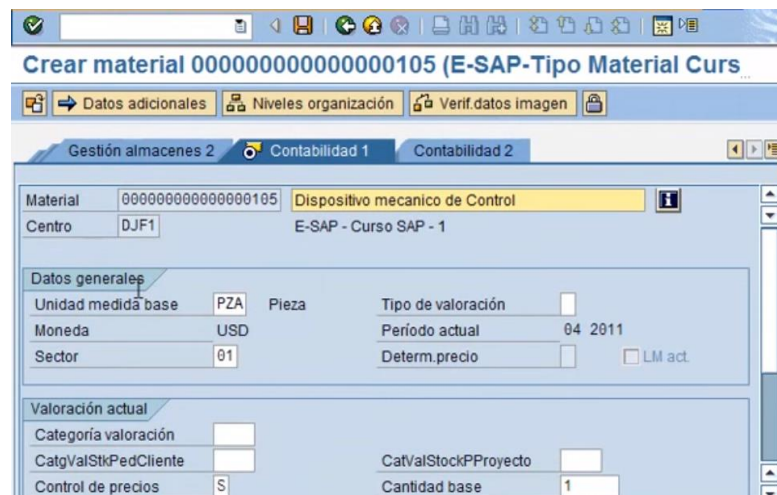 Crear material 000000000000000105 (E-SAP-Tipo Material Curs...
Datos adicionales Niveles organización Verif.datos imagen
Gestión almacenes 2 Contabilidad 1 Contabilidad 2
Material 000000000000000105 Dispositivo mecanico de Control
Centro DJF1 E-SAP - Curso SAP - 1
Datos generales
Unidad medida base PZA Pieza Tipo de valoración
Moneda USD Período actual 04 2011
Sector 01 Determ.precio LM act.
Valoración actual
Categoría valoración
CatgValStkPedCliente CatValStockPProyecto
Control de precios S Cantidad base 1